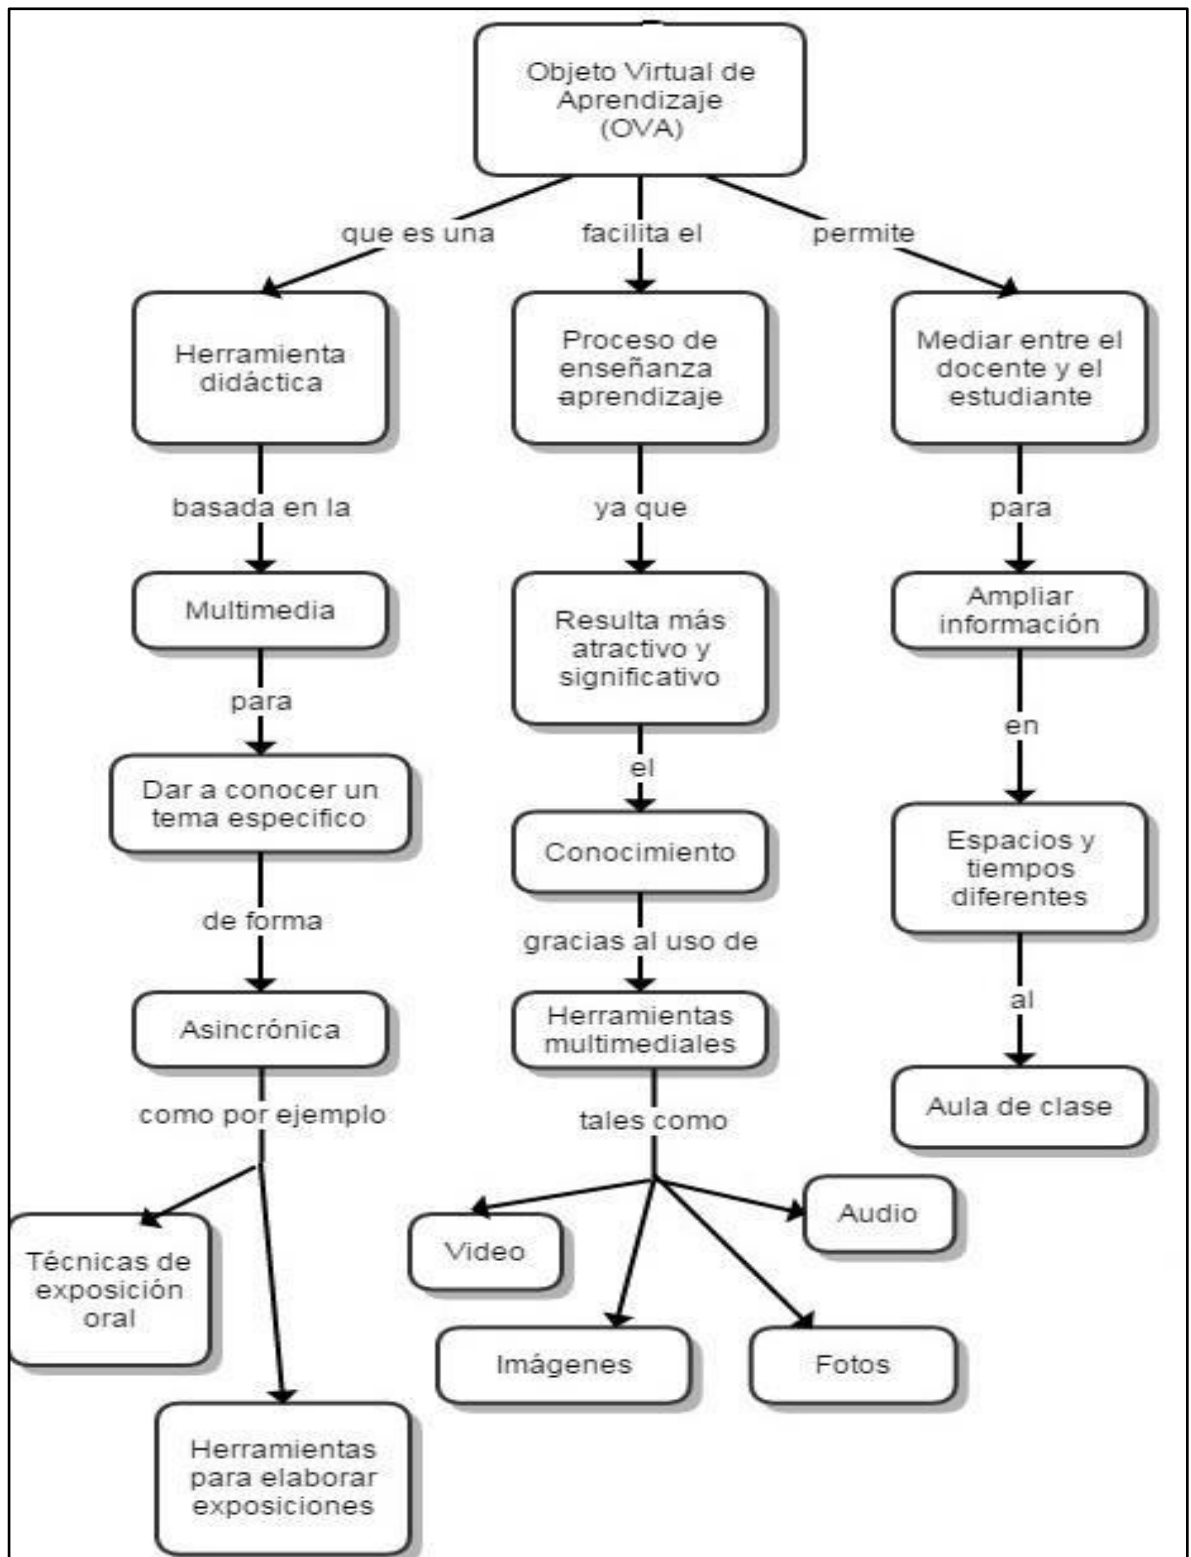 Objeto Virtual de
Aprendizaje
(OVA)
que es una
facilita el
permite
Herramienta
didáctica
Proceso de
enseñanza
-aprendizaje
Mediar entre el
docente y el
estudiante
basada en la
ya que
para
Multimedia
Resulta más
atractivo y
significativo
Ampliar
información
para
el
en
Dar a conocer un
tema especifico
Conocimiento
Espacios y
tiempos
diferentes
de forma
gracias al uso de
al
Asincrónica
Herramientas
multimediales
Aula de clase
como por ejemplo
tales como
Técnicas de
exposición
oral
Video
Audio
Imágenes
Fotos
Herramientas
para elaborar
exposiciones